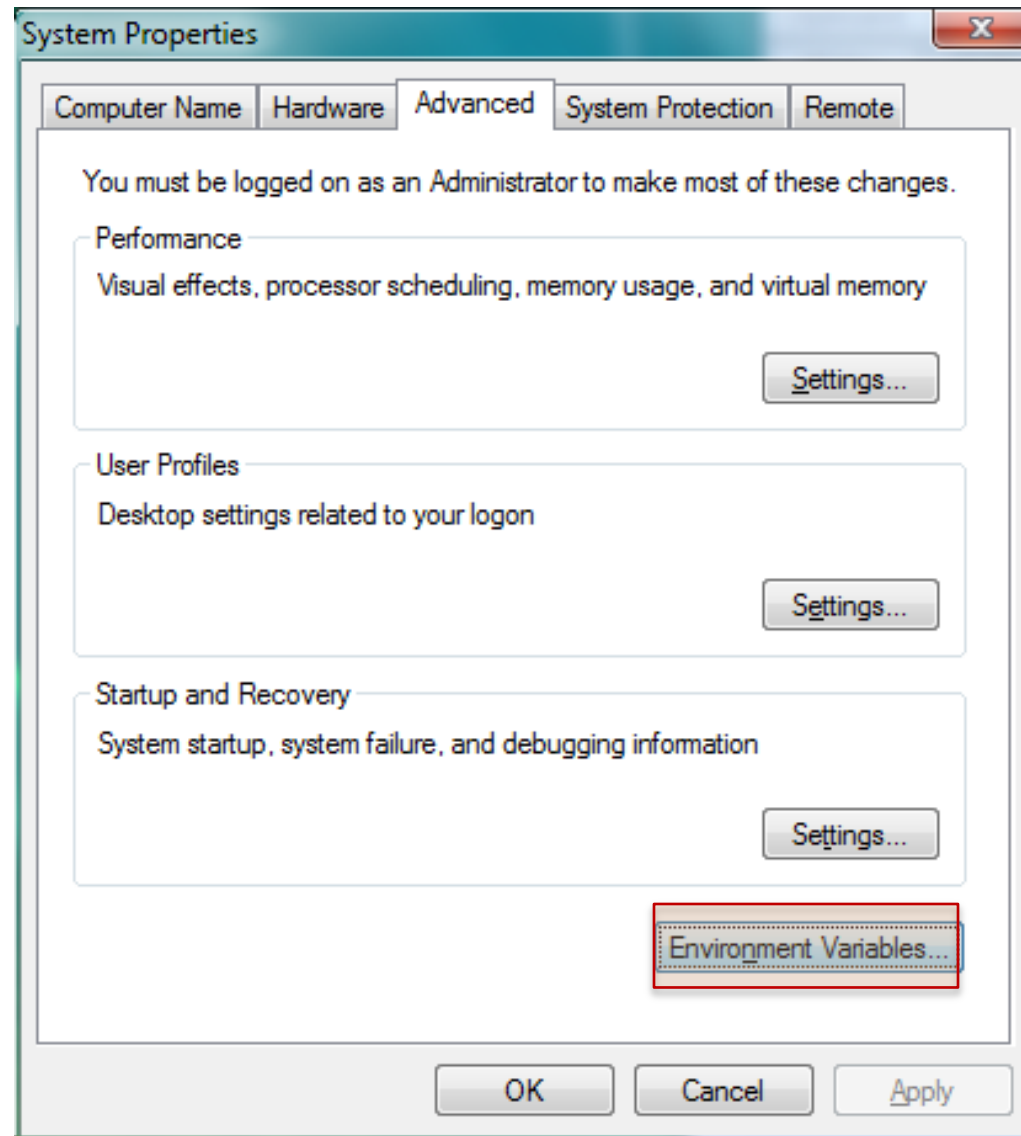 System Properties
Computer Name Hardware Advanced System Protection Remote
You must be logged on as an Administrator to make most of these changes.
Performance
Visual effects, processor scheduling, memory usage, and virtual memory
Settings...
User Profiles
Desktop settings related to your logon
Settings...
Startup and Recovery
System startup, system failure, and debugging information
Settings...
Environment Variables...
OK Cancel Apply